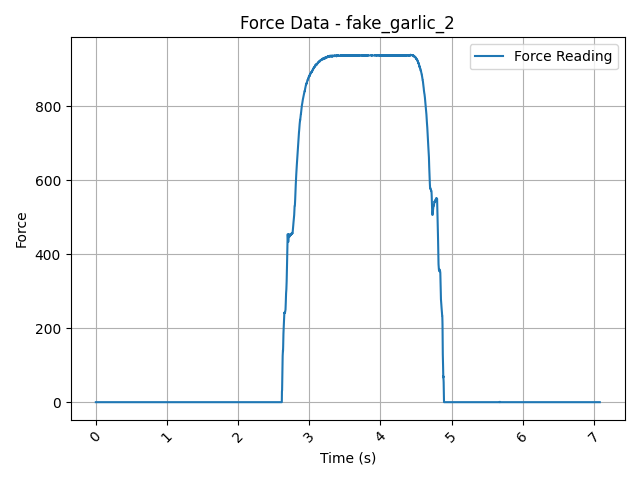 Force Data - fake_garlic_2
Force Reading
Force
800
600
400
200
0
0 1 2 3 4 5 6 7
Time (s)